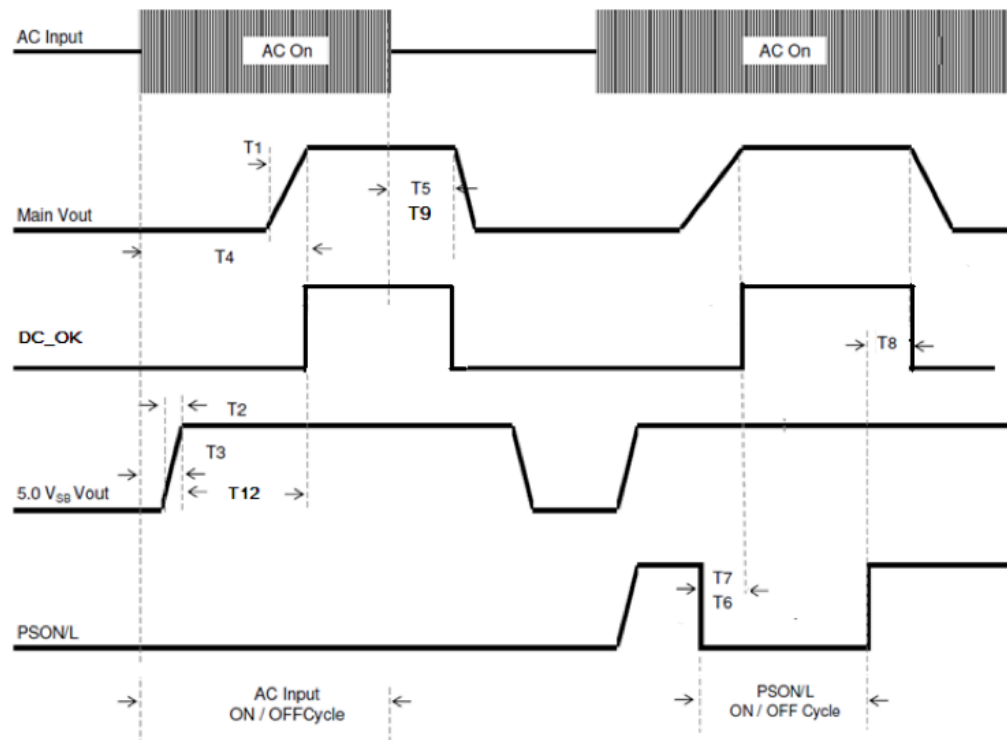 AC Input
AC On
AC On
T1
T5
T9
Main Vout
T4
DC_OK
T8
T2
T3
5.0 VSB Vout
T12
T7
T6
PSON/L
AC Input
ON / OFFCycle
PSON/L
ON / OFF Cycle